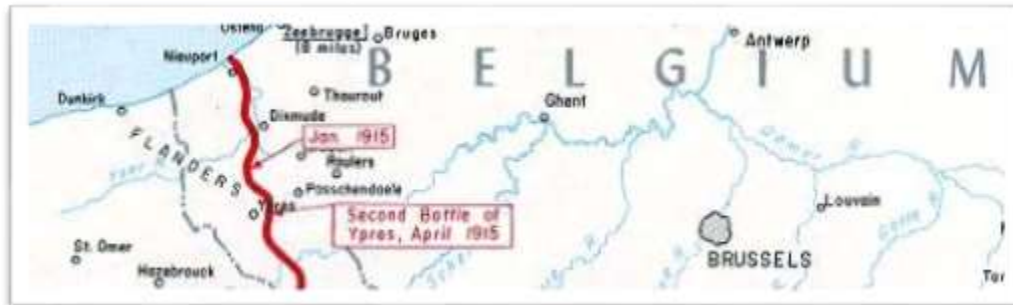 Ostend
Zeebrugge
(8 miles)
Bruges
Nieuport
BELGIUM
Antwerp
Dunkirk
Thourout
Ghent
Dixmude
FLANDERS
Jan. 1915
Roulers
Passchendaele
Ypres
Second Battle of
Ypres, April 1915
Louvain
BRUSSELS
St. Omer
Hazebrouck